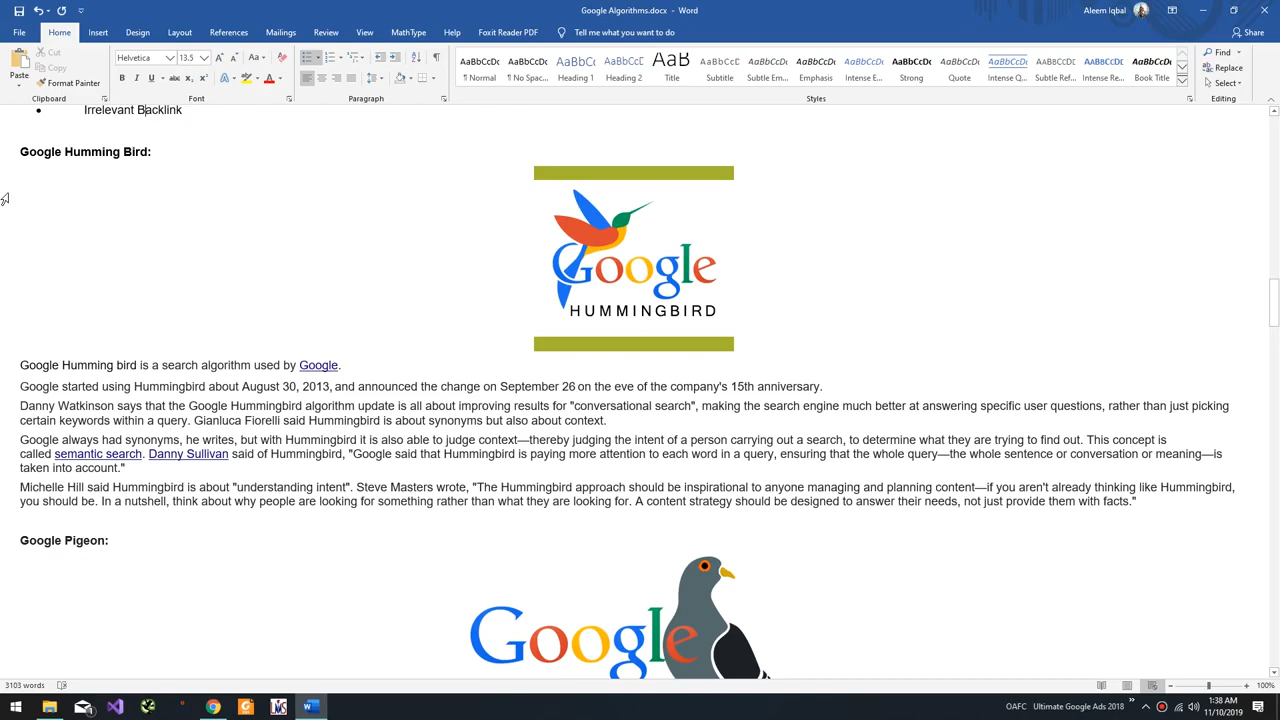 Google Algorithms.docx - Word
Aleem Iqbal
File Home Insert Design Layout References Mailings Review View MathType Help Foxit Reader PDF Tell me what you want to do Share
Paste
Cut
Copy
Format Painter
Clipboard
Helvetica 13.5
Font
Paragraph
AaBbCcDc AaBbCcDc AaBbCc AaBbCcD AaB AaBbCcD AaBbCcDc AaBbCcDc AaBbCcDc AaBbCcDc AaBbCcDc AaBbCcDc AaBbCcDc AaBbCcDc AaBbCcDc
¶ Normal ¶ No Spac... Heading 1 Heading 2 Title Subtitle Subtle Em... Emphasis Intense E... Strong Quote Intense Q... Subtle Ref... Intense Re... Book Title
Styles
Find
Replace
Select
Editing
Irrelevant Backlink
Google Humming Bird:
Google
HUMMINGBIRD
Google Humming bird is a search algorithm used by Google.
Google started using Hummingbird about August 30, 2013, and announced the change on September 26 on the eve of the company's 15th anniversary.
Danny Watkinson says that the Google Hummingbird algorithm update is all about improving results for "conversational search", making the search engine much better at answering specific user questions, rather than just picking
certain keywords within a query. Gianluca Fiorelli said Hummingbird is about synonyms but also about context.
Google always had synonyms, he writes, but with Hummingbird it is also able to judge context—thereby judging the intent of a person carrying out a search, to determine what they are trying to find out. This concept is
called semantic search. Danny Sullivan said of Hummingbird, "Google said that Hummingbird is paying more attention to each word in a query, ensuring that the whole query—the whole sentence or conversation or meaning—is
taken into account."
Michelle Hill said Hummingbird is about "understanding intent". Steve Masters wrote, "The Hummingbird approach should be inspirational to anyone managing and planning content—if you aren't already thinking like Hummingbird,
you should be. In a nutshell, think about why people are looking for something rather than what they are looking for. A content strategy should be designed to answer their needs, not just provide them with facts."
Google Pigeon:
Google
3103 words
100%
OAFC Ultimate Google Ads 2018
1:38 AM
11/10/2019